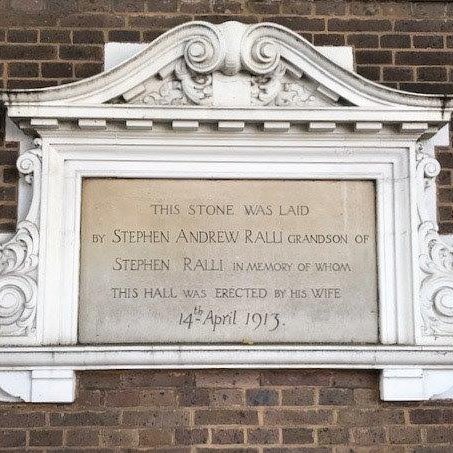 THIS STONE WAS LAID
BY STEPHEN ANDREW RALLI GRANDSON OF
STEPHEN RALLI IN MEMORY OF WHOM
THIS HALL WAS ERECTED BY HIS WIFE
14th April 1913.